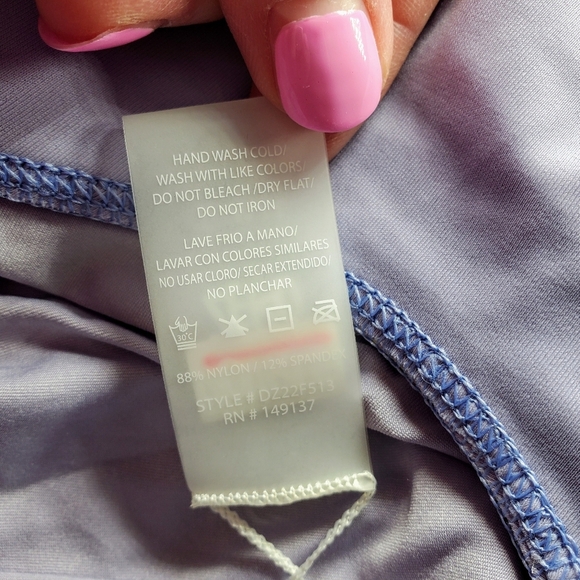 HAND WASH COLD/
WASH WITH LIKE COLORS/
DO NOT BLEACH /DRY FLAT/
DO NOT IRON
LAVE FRIO A MANO/
LAVAR CON COLORES SIMILARES
NO USAR CLORO/ SECAR EXTENDIDO/
NO PLANCHAR
30°C
88% NYLON / 12% SPANDEX
STYLE # DZ22FS13
RN # 149137